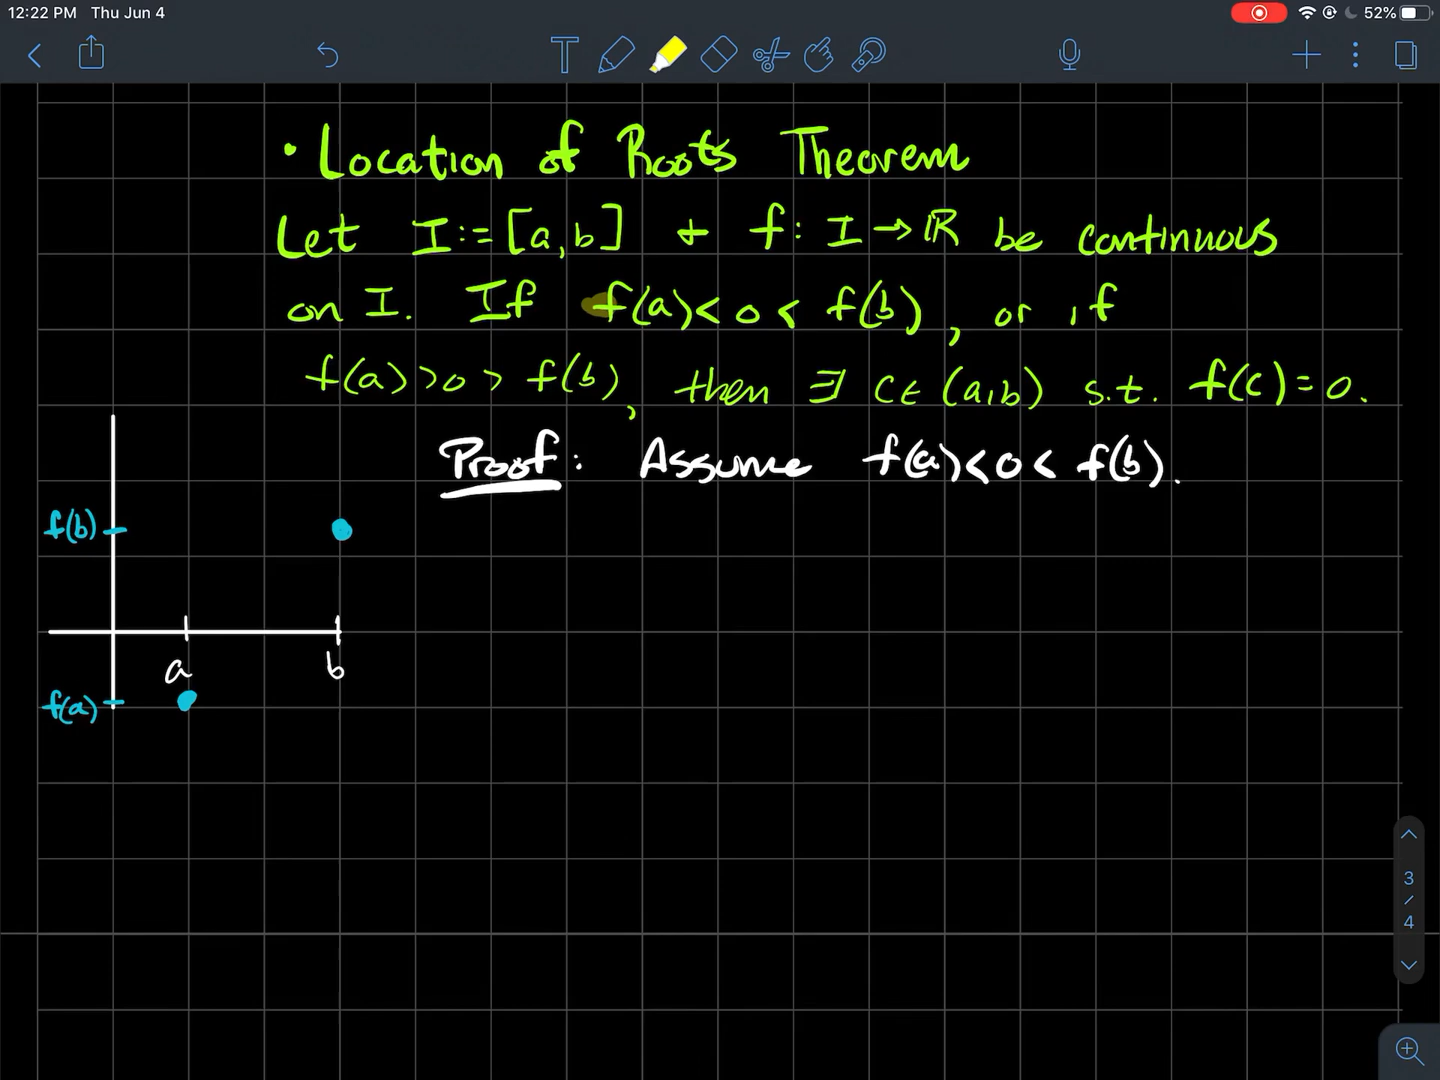 12:22 PM Thu Jun 4
52%
• Location of Roots Theorem
Let I:=[a,b] + f: I→ℝ be continuous
on I. If f(a)<0<f(b), or if
f(a)>0>f(b), then ∃ c∈(a,b) s.t. f(c)=0.
Proof: Assume f(a)<0<f(b).
f(b)
a
b
f(a)
3
/
4